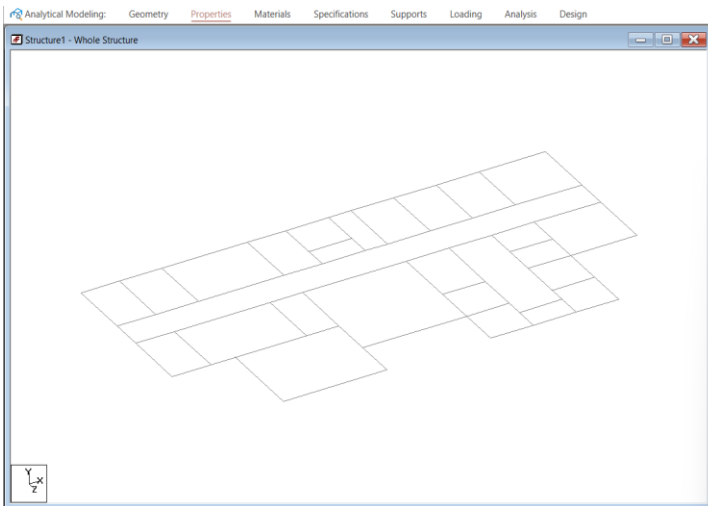 Analytical Modeling: Geometry Properties Materials Specifications Supports Loading Analysis Design
Structure1 - Whole Structure
Y
X
Z